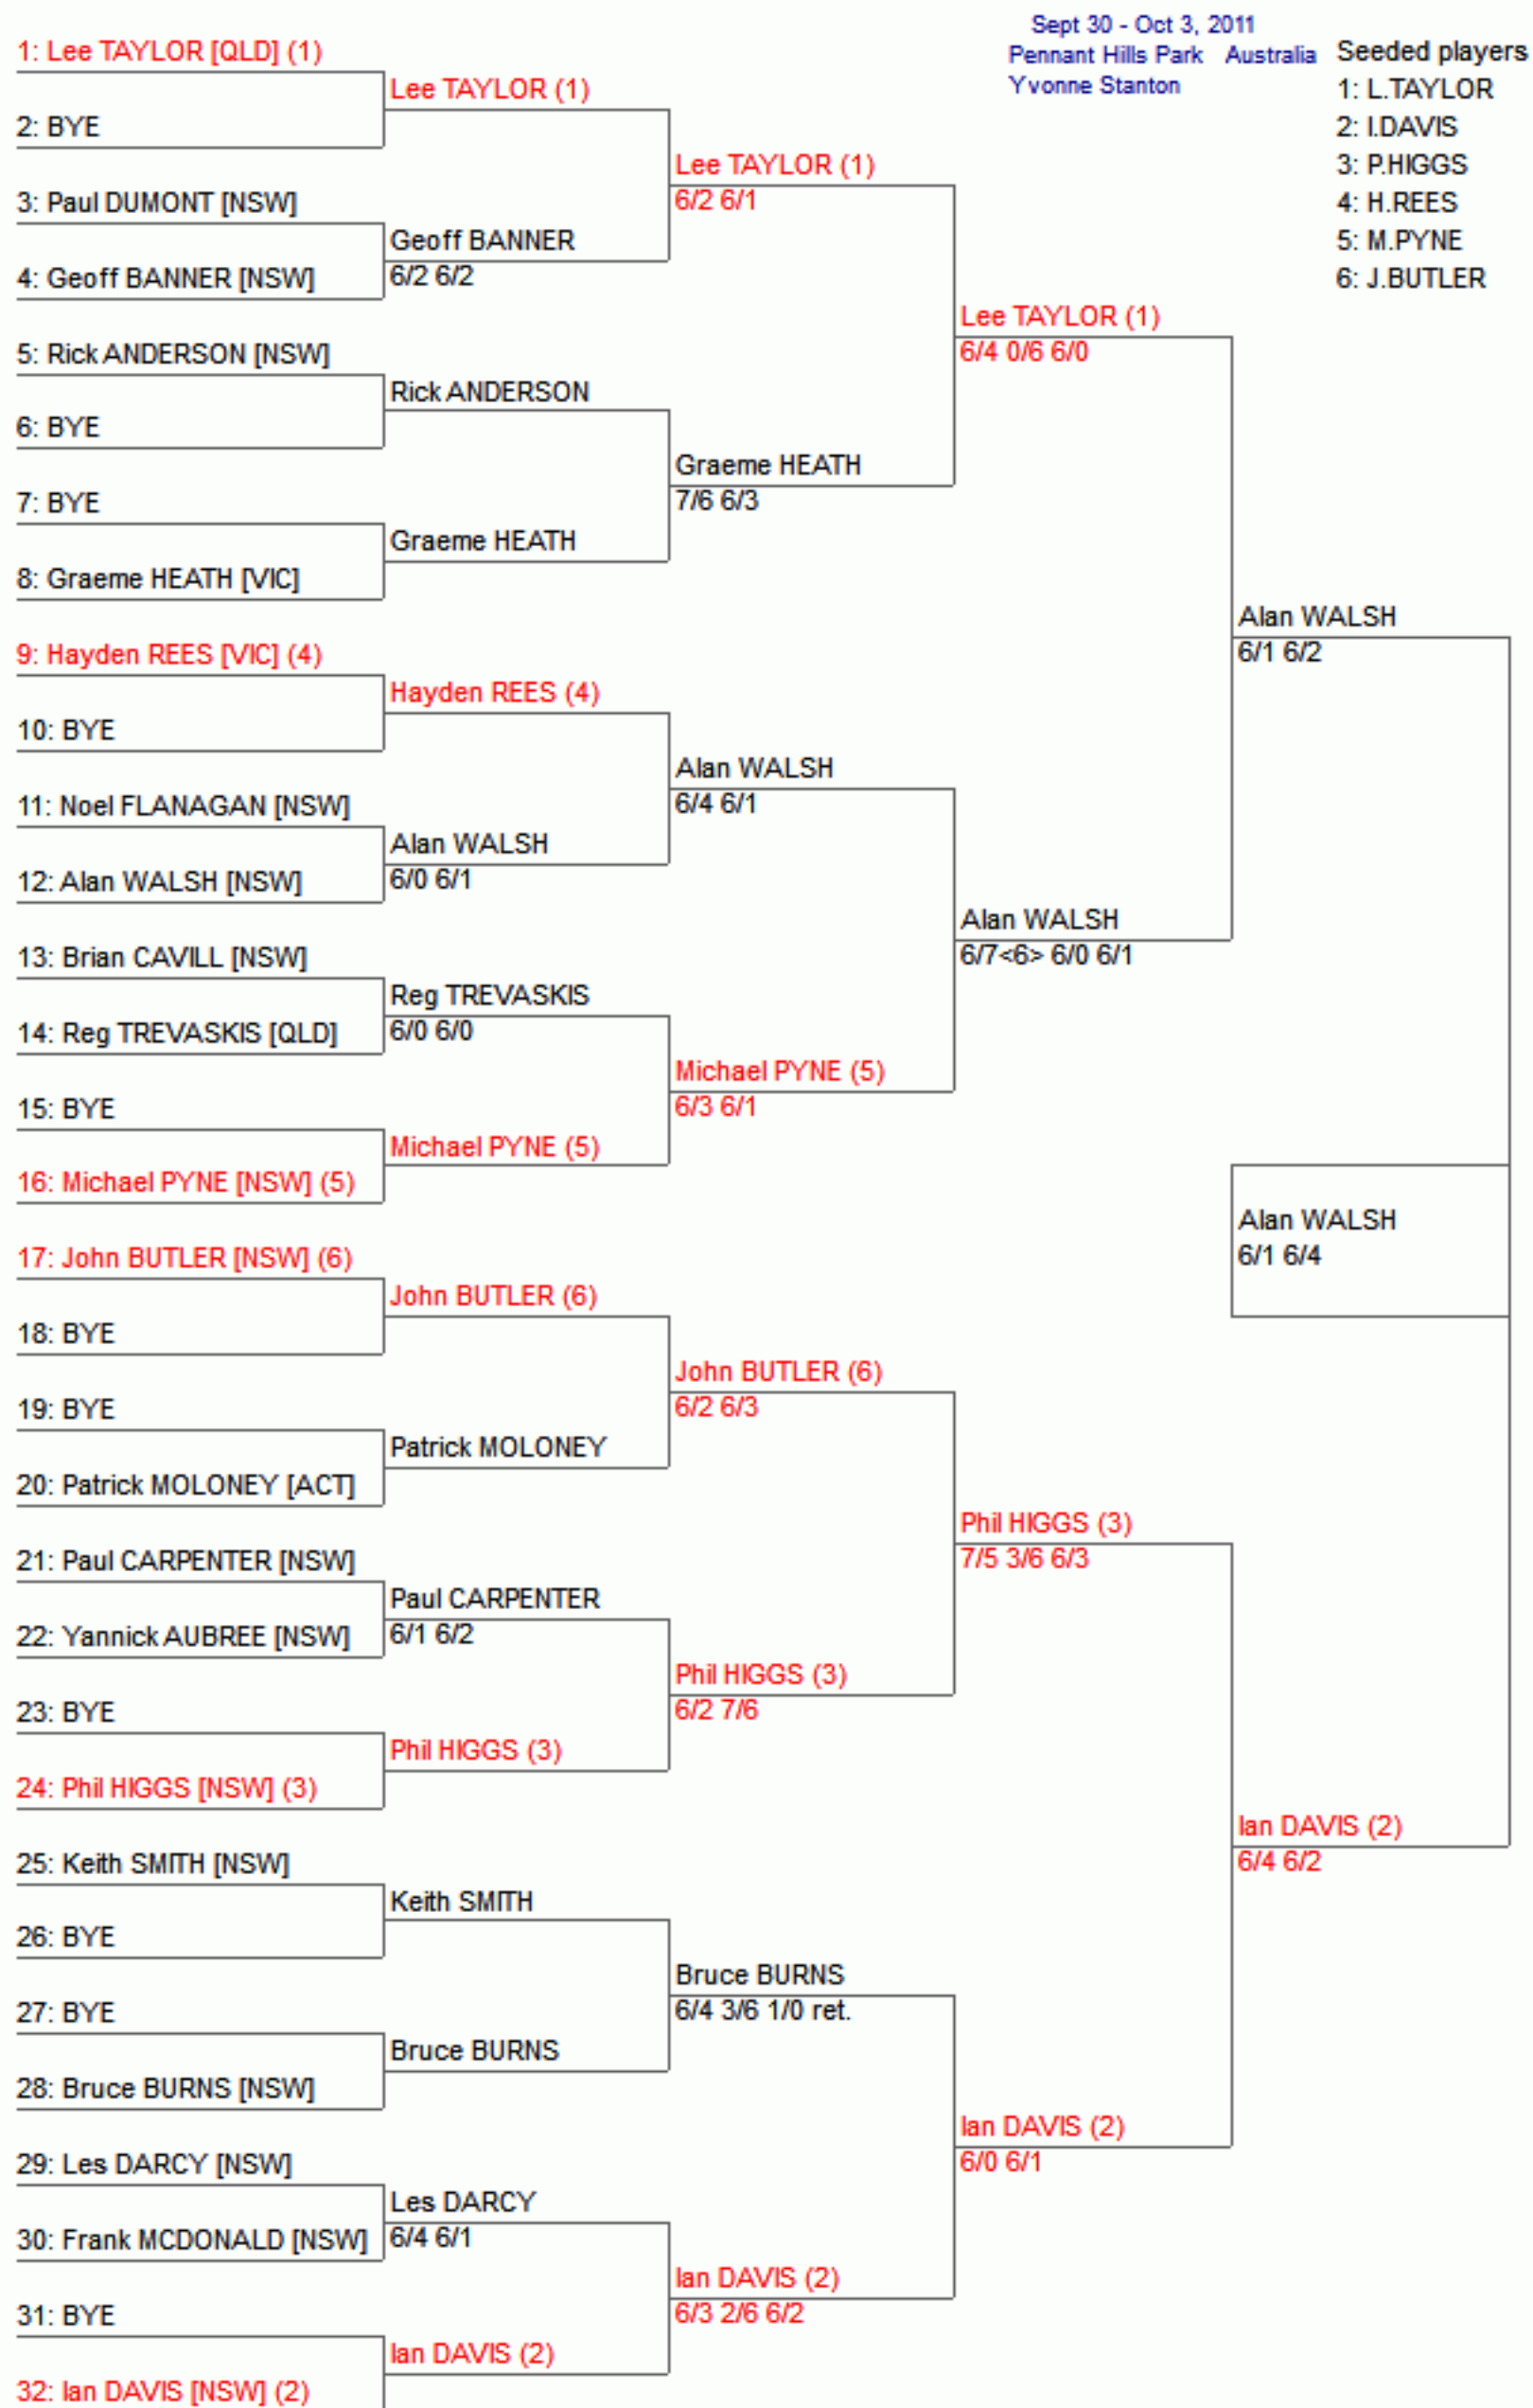 Sept 30 - Oct 3, 2011
Pennant Hills Park Australia
Yvonne Stanton
Seeded players
1: L.TAYLOR
2: I.DAVIS
3: P.HIGGS
4: H.REES
5: M.PYNE
6: J.BUTLER
1: Lee TAYLOR [QLD] (1)
2: BYE
3: Paul DUMONT [NSW]
4: Geoff BANNER [NSW]
5: Rick ANDERSON [NSW]
6: BYE
7: BYE
8: Graeme HEATH [VIC]
9: Hayden REES [VIC] (4)
10: BYE
11: Noel FLANAGAN [NSW]
12: Alan WALSH [NSW]
13: Brian CAVILL [NSW]
14: Reg TREVASKIS [QLD]
15: BYE
16: Michael PYNE [NSW] (5)
17: John BUTLER [NSW] (6)
18: BYE
19: BYE
20: Patrick MOLONEY [ACT]
21: Paul CARPENTER [NSW]
22: Yannick AUBREE [NSW]
23: BYE
24: Phil HIGGS [NSW] (3)
25: Keith SMITH [NSW]
26: BYE
27: BYE
28: Bruce BURNS [NSW]
29: Les DARCY [NSW]
30: Frank MCDONALD [NSW]
31: BYE
32: Ian DAVIS [NSW] (2)
Lee TAYLOR (1)
Geoff BANNER
6/2 6/2
Rick ANDERSON
Graeme HEATH
Hayden REES (4)
Alan WALSH
6/0 6/1
Reg TREVASKIS
6/0 6/0
Michael PYNE (5)
John BUTLER (6)
Patrick MOLONEY
Paul CARPENTER
6/1 6/2
Phil HIGGS (3)
Keith SMITH
Bruce BURNS
Les DARCY
6/4 6/1
Ian DAVIS (2)
Lee TAYLOR (1)
6/2 6/1
Graeme HEATH
7/6 6/3
Alan WALSH
6/4 6/1
Michael PYNE (5)
6/3 6/1
John BUTLER (6)
6/2 6/3
Phil HIGGS (3)
6/2 7/6
Bruce BURNS
6/4 3/6 1/0 ret.
Ian DAVIS (2)
6/3 2/6 6/2
Lee TAYLOR (1)
6/4 0/6 6/0
Alan WALSH
6/7<6> 6/0 6/1
Phil HIGGS (3)
7/5 3/6 6/3
Ian DAVIS (2)
6/0 6/1
Alan WALSH
6/1 6/2
Ian DAVIS (2)
6/4 6/2
Alan WALSH
6/1 6/4